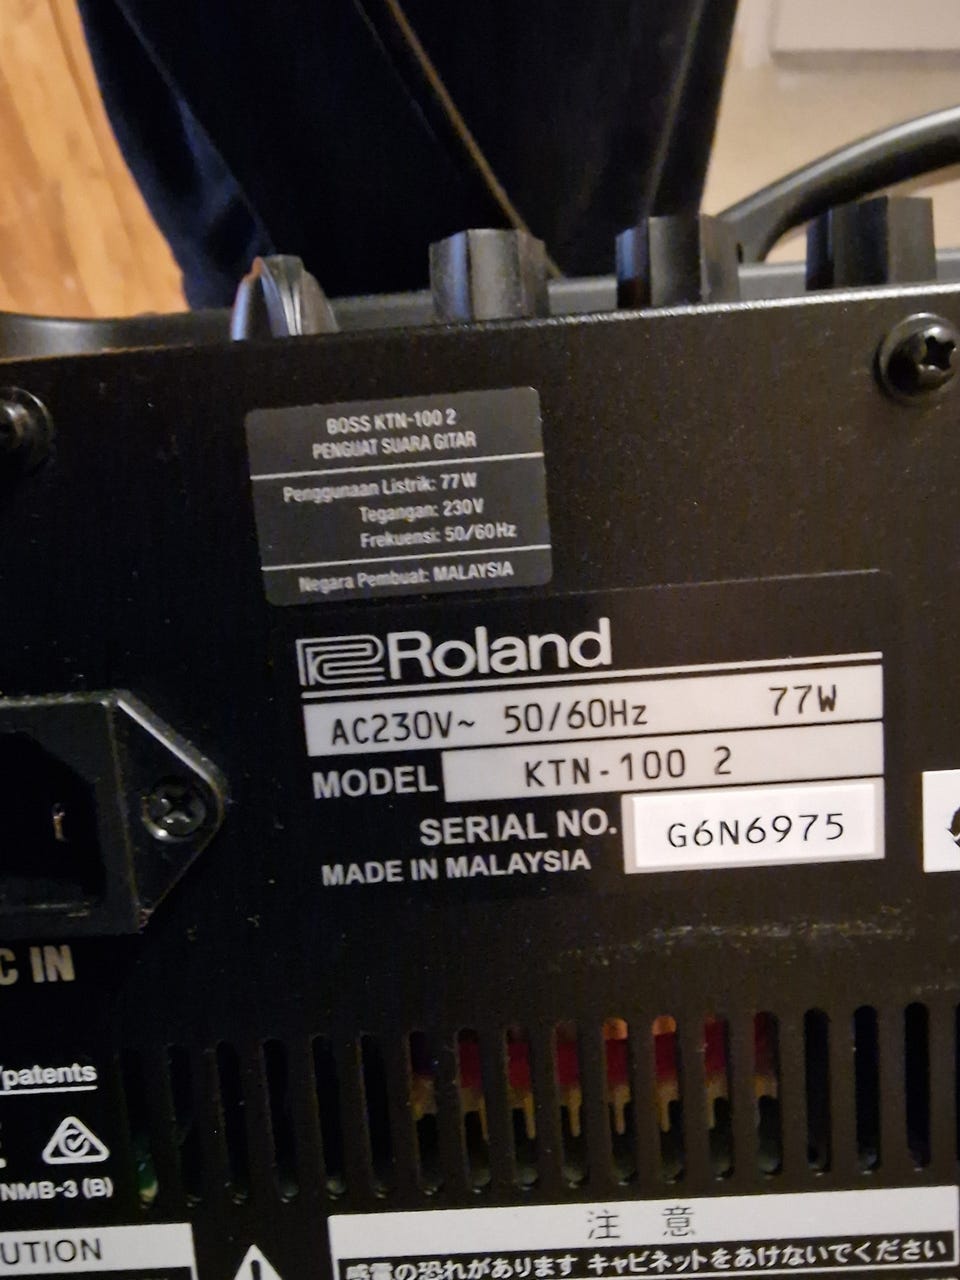 BOSS KTN-100 2
PENGUAT SUARA GITAR
Penggunaan Listrik: 77W
Tegangan: 230V
Frekuensi: 50/60Hz
Negara Pembuat: MALAYSIA
Roland
AC230V~ 50/60Hz 77W
MODEL KTN-100 2
SERIAL NO. G6N6975
MADE IN MALAYSIA
C IN
/patents
NMB-3 (B)
UTION
注 意
感電の恐れがあります キャビネットをあけないでください